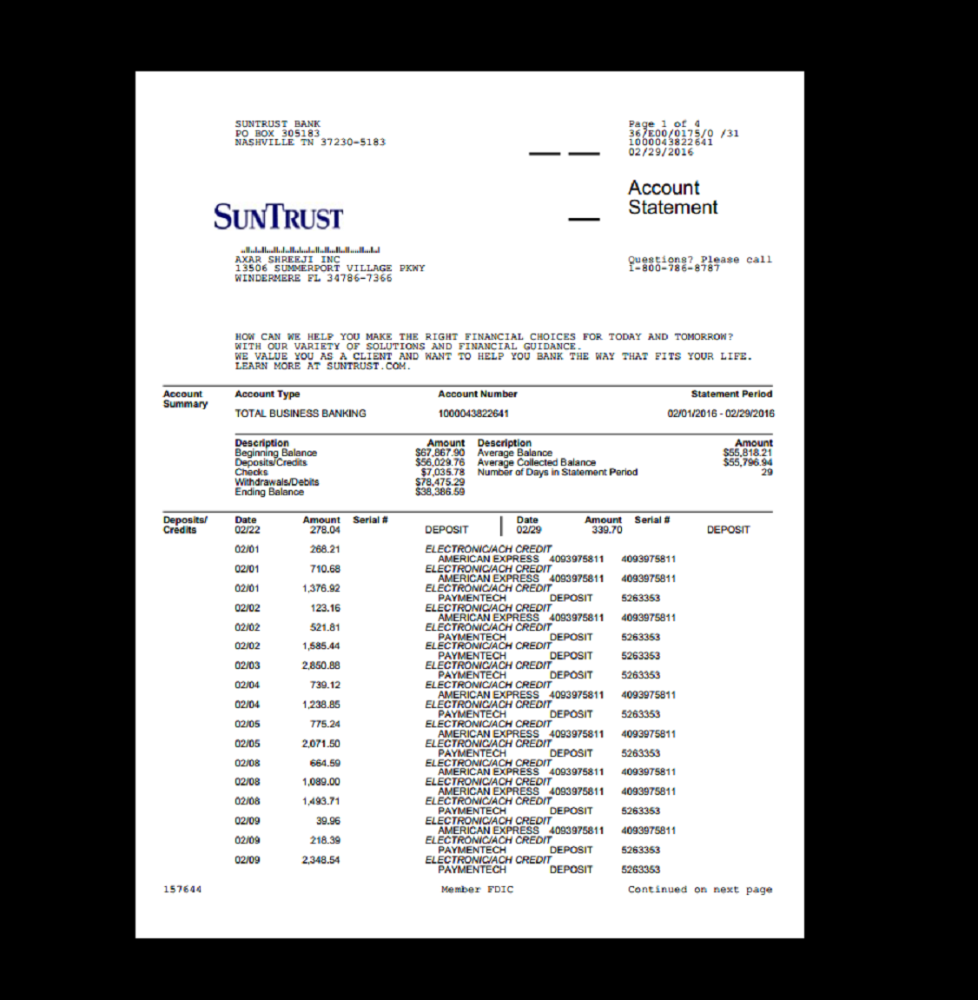 SUNTRUST BANK
PO BOX 305183
NASHVILLE TN 37230-5183
Page 1 of 4
36/E00/0175/0 /31
1000043822641
02/29/2016
Account
Statement
SUNTRUST
AXAR SHREEJI INC
13506 SUMMERPORT VILLAGE PKWY
WINDERMERE FL 34786-7366
Questions? Please call
1-800-786-8787
HOW CAN WE HELP YOU MAKE THE RIGHT FINANCIAL CHOICES FOR TODAY AND TOMORROW?
WITH OUR VARIETY OF SOLUTIONS AND FINANCIAL GUIDANCE.
WE VALUE YOU AS A CLIENT AND WANT TO HELP YOU BANK THE WAY THAT FITS YOUR LIFE.
LEARN MORE AT SUNTRUST.COM.
Account Summary
Account Type Account Number Statement Period
TOTAL BUSINESS BANKING 1000043822641 02/01/2016 - 02/29/2016
Description Amount Description Amount
Beginning Balance $67,867.90 Average Balance $55,818.21
Deposits/Credits $56,029.76 Average Collected Balance $55,796.94
Checks $7,035.78 Number of Days in Statement Period 29
Withdrawals/Debits $78,475.29
Ending Balance $38,386.59
Deposits/ Date Amount Serial # Date Amount Serial #
Credits 02/22 278.04 DEPOSIT 02/29 339.70 DEPOSIT
02/01 268.21 ELECTRONIC/ACH CREDIT
AMERICAN EXPRESS 4093975811 4093975811
02/01 710.68 ELECTRONIC/ACH CREDIT
AMERICAN EXPRESS 4093975811 4093975811
02/01 1,376.92 ELECTRONIC/ACH CREDIT
PAYMENTECH DEPOSIT 5263353
02/02 123.16 ELECTRONIC/ACH CREDIT
AMERICAN EXPRESS 4093975811 4093975811
02/02 521.81 ELECTRONIC/ACH CREDIT
PAYMENTECH DEPOSIT 5263353
02/02 1,585.44 ELECTRONIC/ACH CREDIT
PAYMENTECH DEPOSIT 5263353
02/03 2,850.88 ELECTRONIC/ACH CREDIT
PAYMENTECH DEPOSIT 5263353
02/04 739.12 ELECTRONIC/ACH CREDIT
AMERICAN EXPRESS 4093975811 4093975811
02/04 1,238.85 ELECTRONIC/ACH CREDIT
PAYMENTECH DEPOSIT 5263353
02/05 775.24 ELECTRONIC/ACH CREDIT
AMERICAN EXPRESS 4093975811 4093975811
02/05 2,071.50 ELECTRONIC/ACH CREDIT
PAYMENTECH DEPOSIT 5263353
02/08 664.59 ELECTRONIC/ACH CREDIT
AMERICAN EXPRESS 4093975811 4093975811
02/08 1,089.00 ELECTRONIC/ACH CREDIT
AMERICAN EXPRESS 4093975811 4093975811
02/08 1,493.71 ELECTRONIC/ACH CREDIT
PAYMENTECH DEPOSIT 5263353
02/09 39.96 ELECTRONIC/ACH CREDIT
AMERICAN EXPRESS 4093975811 4093975811
02/09 218.39 ELECTRONIC/ACH CREDIT
PAYMENTECH DEPOSIT 5263353
02/09 2,348.54 ELECTRONIC/ACH CREDIT
PAYMENTECH DEPOSIT 5263353
157644 Member FDIC Continued on next page